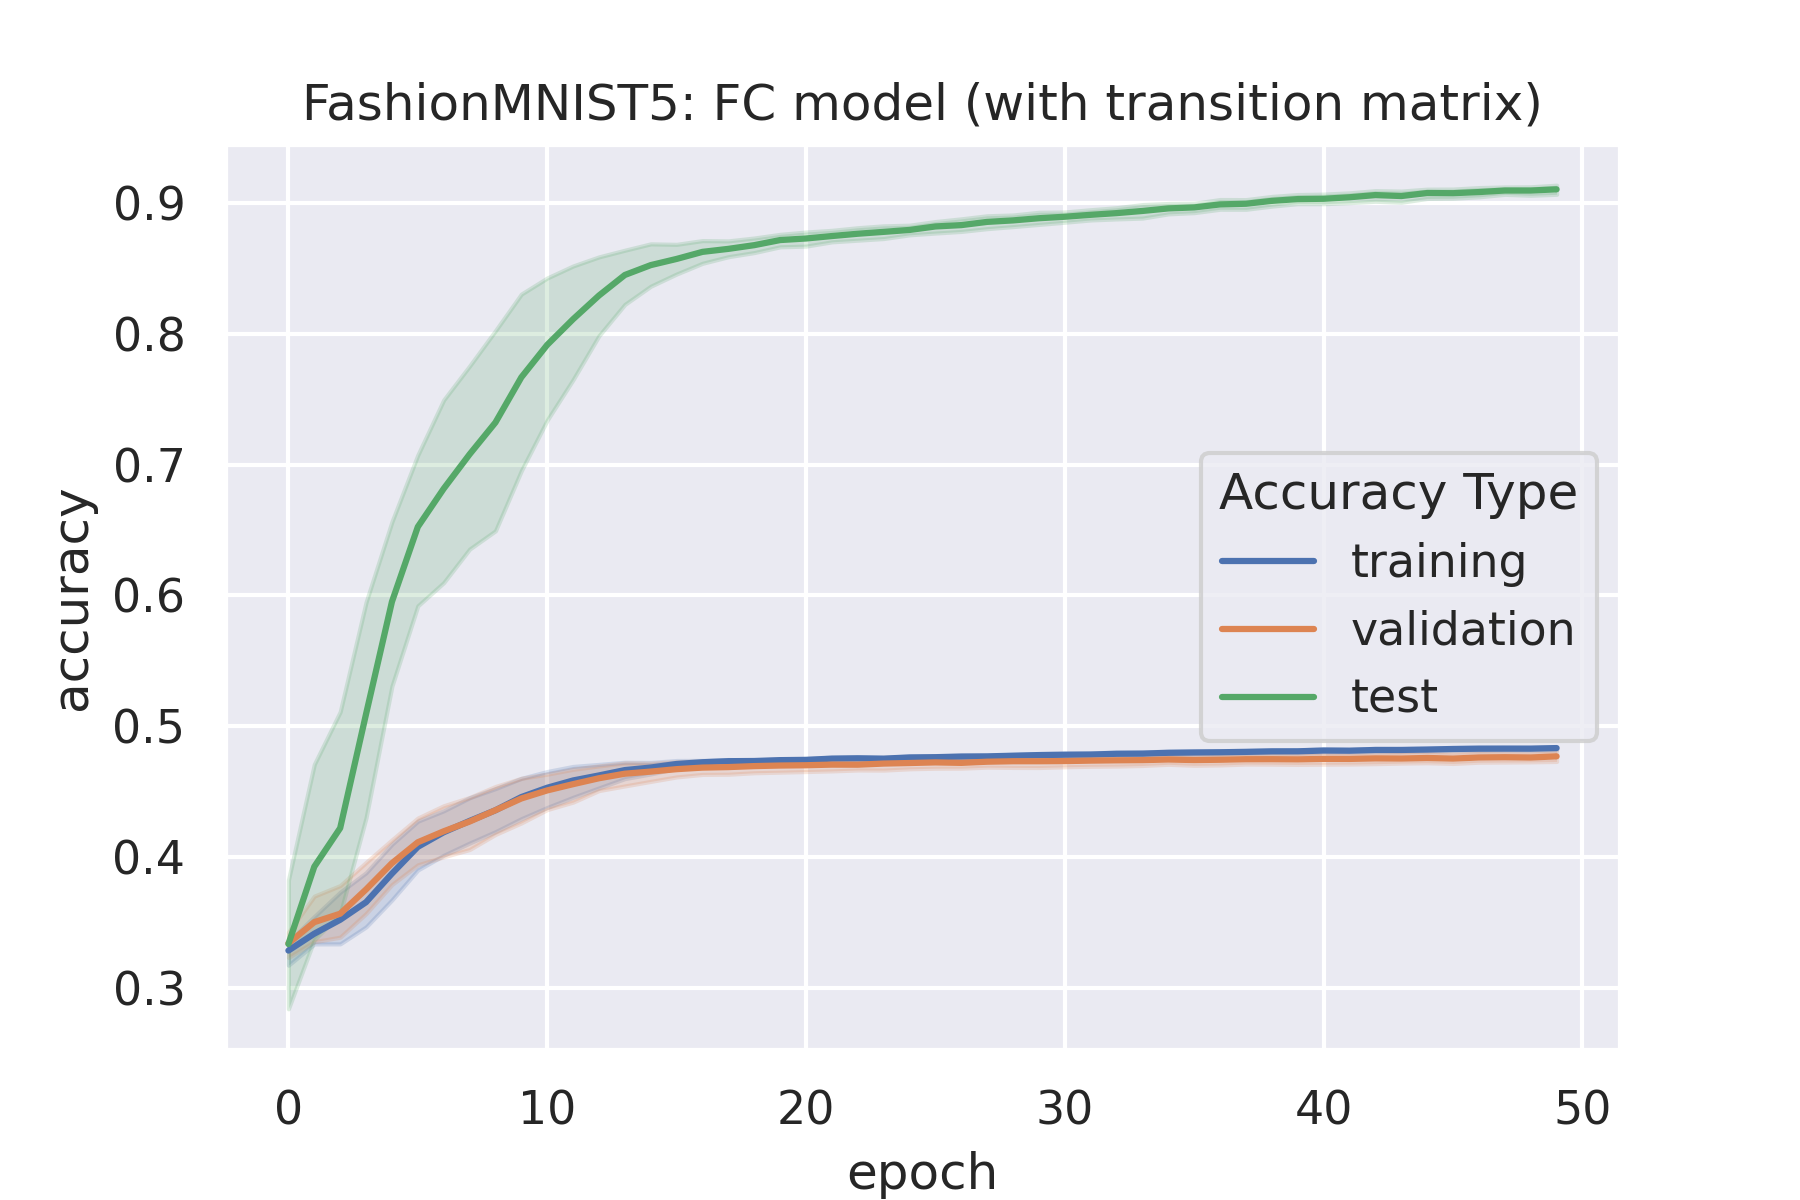 FashionMNIST5: FC model (with transition matrix)
accuracy
0.9
0.8
0.7
0.6
0.5
0.4
0.3
Accuracy Type
training
validation
test
0 10 20 30 40 50
epoch